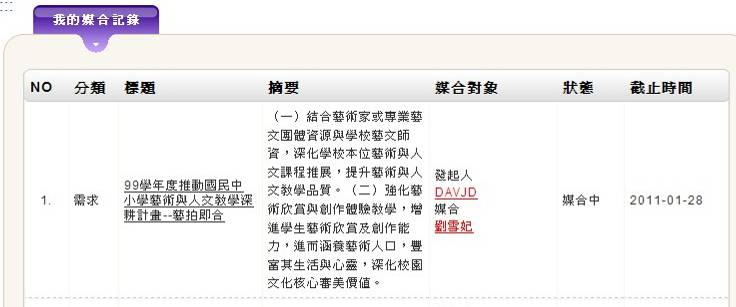 我的媒合記錄
NO 分類 標題 摘要 媒合對象 狀態 截止時間
1. 需求
99學年度推動國民中
小學藝術與人文教學深
耕計畫--藝拍即合
（一）結合藝術家或專業藝
文團體資源與學校藝文師
資，深化學校本位藝術與人
文課程推展，提升藝術與人
文教學品質。（二）強化藝
術欣賞與創作體驗教學，增
進學生藝術欣賞及創作能
力，進而涵養藝術人口，豐
富其生活與心靈，深化校園
文化核心審美價值。
發起人
DAVJD
媒合
劉雪妃
媒合中
2011-01-28